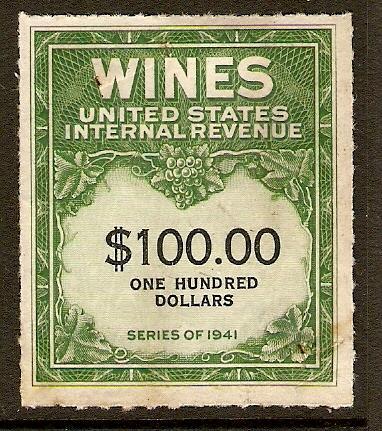 WINES
UNITED STATES
INTERNAL REVENUE
$100.00
ONE HUNDRED
DOLLARS
SERIES OF 1941